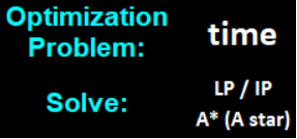 Optimization
Problem:
time
Solve:
LP / IP
A* (A star)